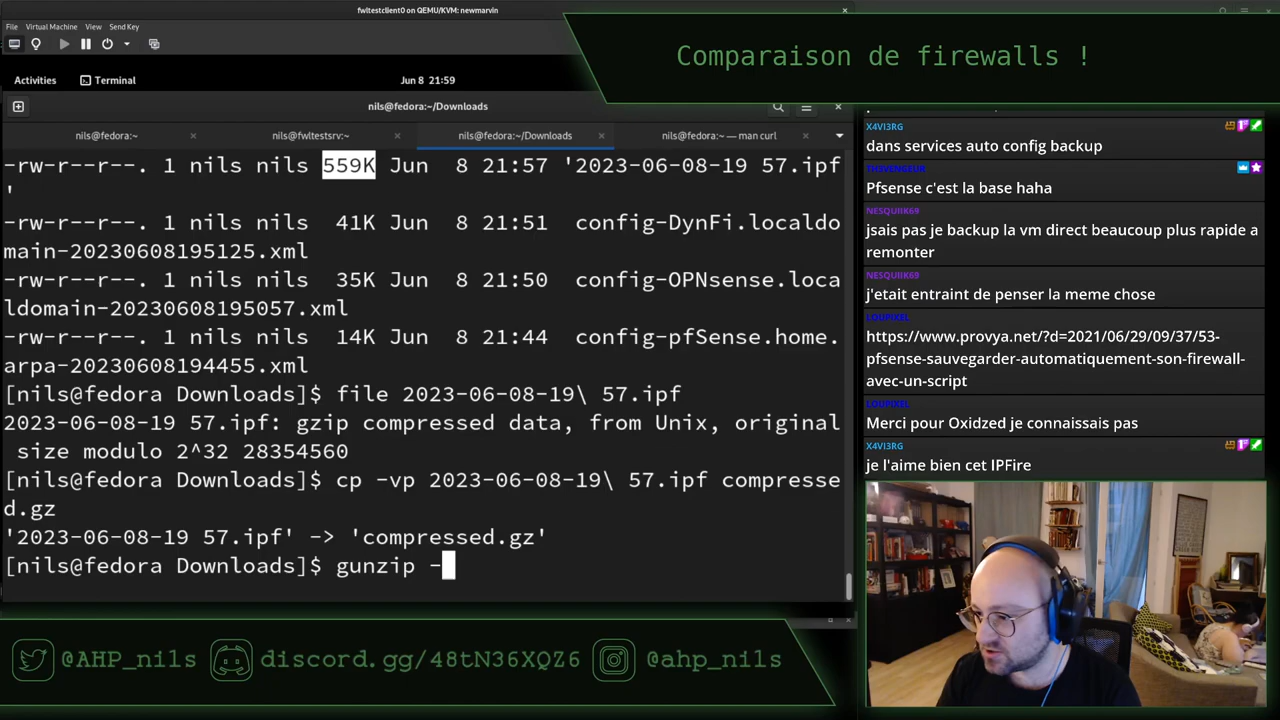 fwltestclient0 on QEMU/KVM: newmarvin
File Virtual Machine View Send Key
Comparaison de firewalls !
Activities
Terminal
Jun 8 21:59
nils@fedora:~/Downloads
nils@fedora:~
nils@fwltestsrv:~
nils@fedora:~/Downloads
nils@fedora:~ — man curl
-rw-r--r--. 1 nils nils 559K Jun 8 21:57 '2023-06-08-19 57.ipf
'
-rw-r--r--. 1 nils nils 41K Jun 8 21:51 config-DynFi.localdo
main-20230608195125.xml
-rw-r--r--. 1 nils nils 35K Jun 8 21:50 config-OPNsense.loca
ldomain-20230608195057.xml
-rw-r--r--. 1 nils nils 14K Jun 8 21:44 config-pfSense.home.
arpa-20230608194455.xml
[nils@fedora Downloads]$ file 2023-06-08-19\ 57.ipf
2023-06-08-19 57.ipf: gzip compressed data, from Unix, original
size modulo 2^32 28354560
[nils@fedora Downloads]$ cp -vp 2023-06-08-19\ 57.ipf compresse
d.gz
'2023-06-08-19 57.ipf' -> 'compressed.gz'
[nils@fedora Downloads]$ gunzip -
X4VI3RG
dans services auto config backup
Pfsense c'est la base haha
NESQUIIK69
jsais pas je backup la vm direct beaucoup plus rapide a
remonter
NESQUIIK69
j'etait entraint de penser la meme chose
LOUPIXEL
https://www.provya.net/?d=2021/06/29/09/37/53-
pfsense-sauvegarder-automatiquement-son-firewall-
avec-un-script
LOUPIXEL
Merci pour Oxidzed je connaissais pas
X4VI3RG
je l'aime bien cet IPFire
@AHP_nils
discord.gg/48tN36XQZ6
@ahp_nils